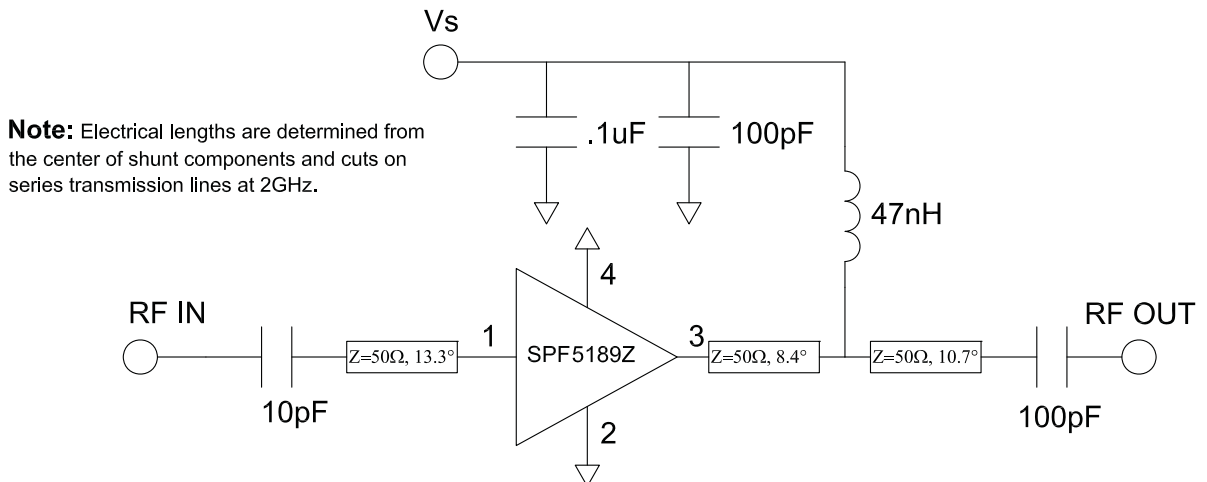 Vs
Note: Electrical lengths are determined from
the center of shunt components and cuts on
series transmission lines at 2GHz.
.1uF
100pF
47nH
4
RF IN
1
SPF5189Z
3
RF OUT
Z=50Ω, 13.3°
Z=50Ω, 8.4°
Z=50Ω, 10.7°
10pF
2
100pF